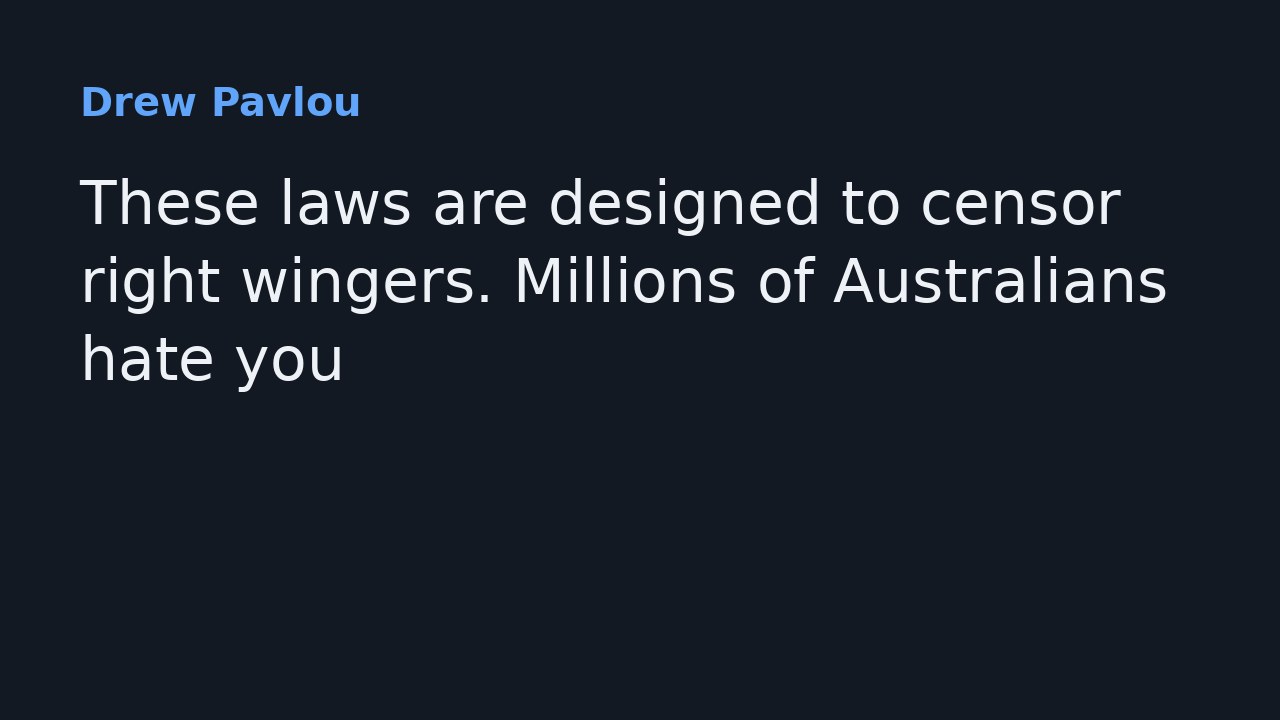 Drew Pavlou
These laws are designed to censor
right wingers. Millions of Australians
hate you